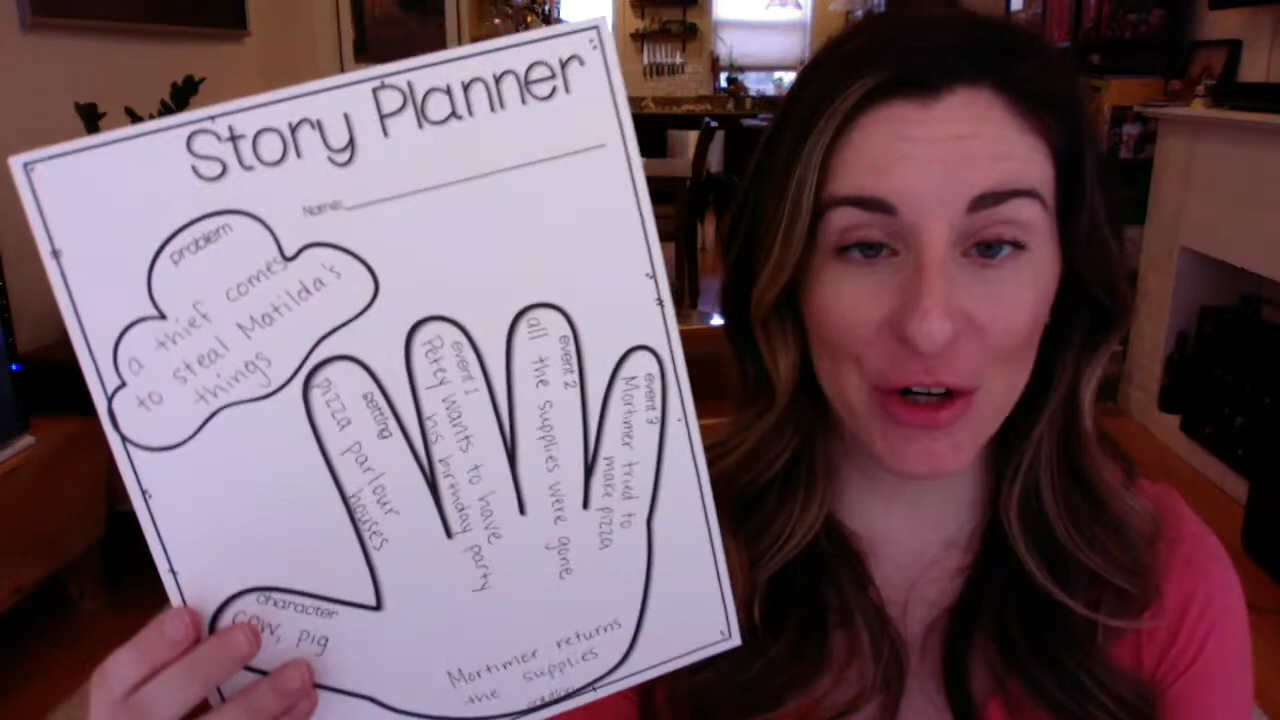 Story Planner
Name:
problem
a thief comes
to steal Matilda's
things
character
cow, pig
setting
pizza parlour
houses
event 1
Petey wants to have
his birthday party
event 2
all the supplies were gone
event 3
Mortimer tried to
make pizza
Mortimer returns
the supplies